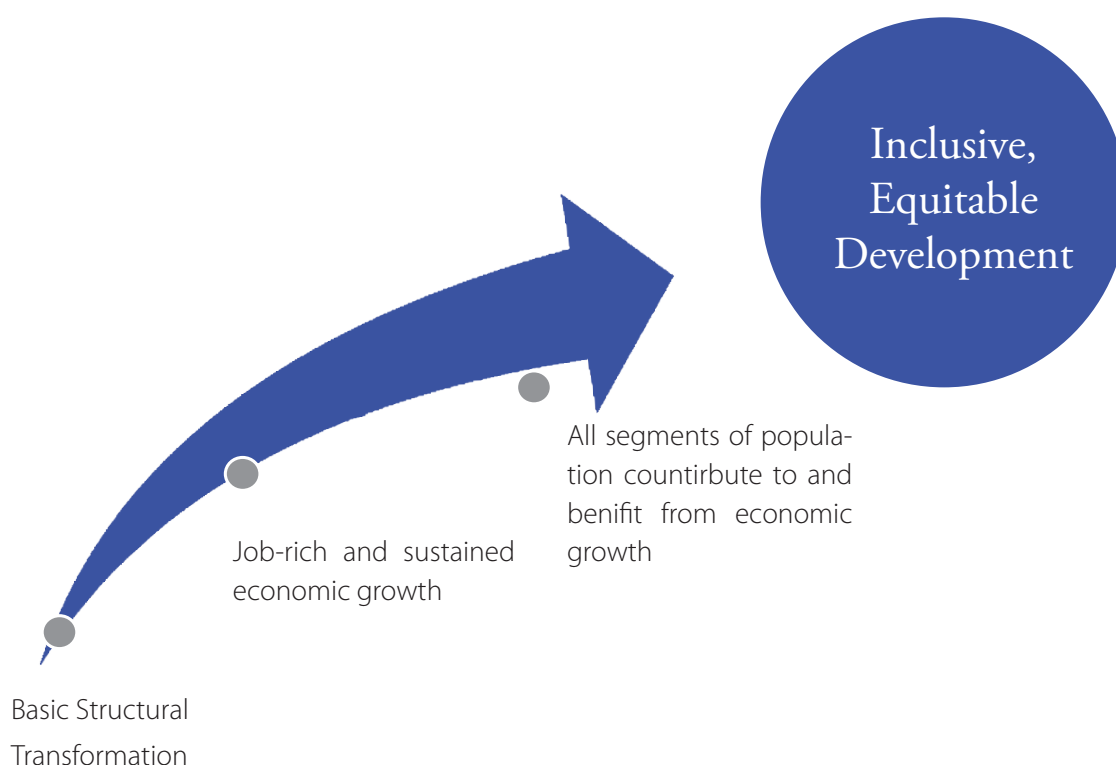 Inclusive,
Equitable
Development
All segments of popula-
tion countirbute to and
benifit from economic
growth
Job-rich and sustained
economic growth
Basic Structural
Transformation